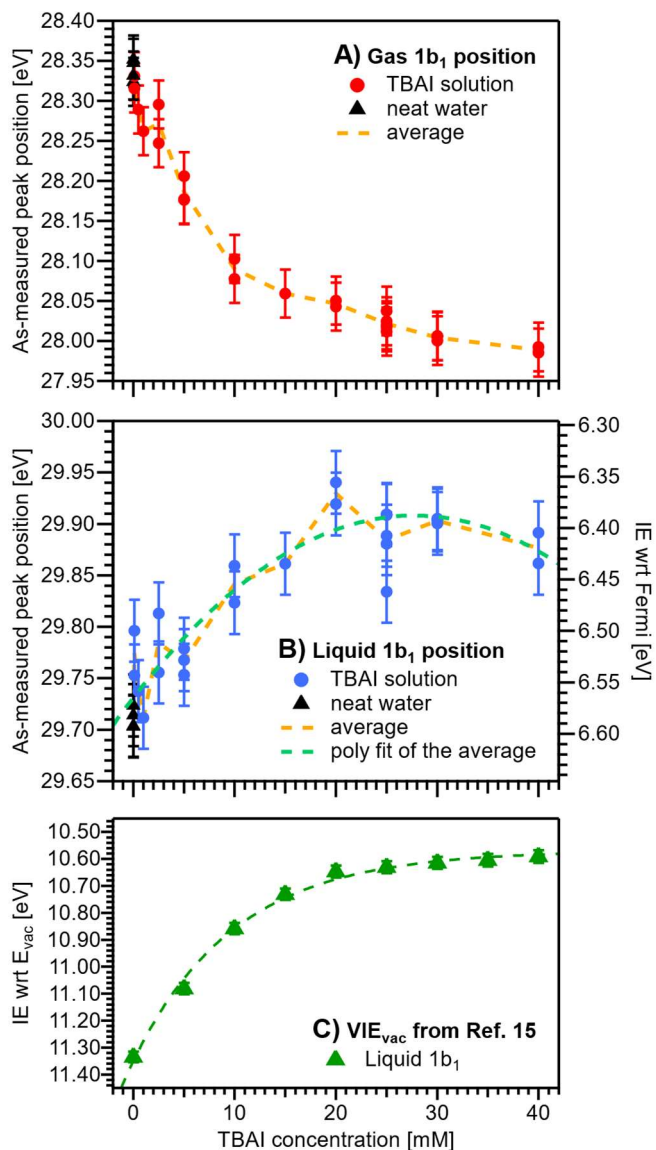 28.40
28.35
28.30
28.25
28.20
28.15
28.10
28.05
28.00
27.95
As-measured peak position [eV]
A) Gas 1b₁ position
TBAI solution
neat water
average
30.00
29.95
29.90
29.85
29.80
29.75
29.70
29.65
As-measured peak position [eV]
6.30
6.35
6.40
6.45
6.50
6.55
6.60
IE wrt Fermi [eV]
B) Liquid 1b₁ position
TBAI solution
neat water
average
poly fit of the average
10.50
10.60
10.70
10.80
10.90
11.00
11.10
11.20
11.30
11.40
IE wrt Eᵥₐc [eV]
C) VIEᵥₐc from Ref. 15
Liquid 1b₁
0 10 20 30 40
TBAI concentration [mM]